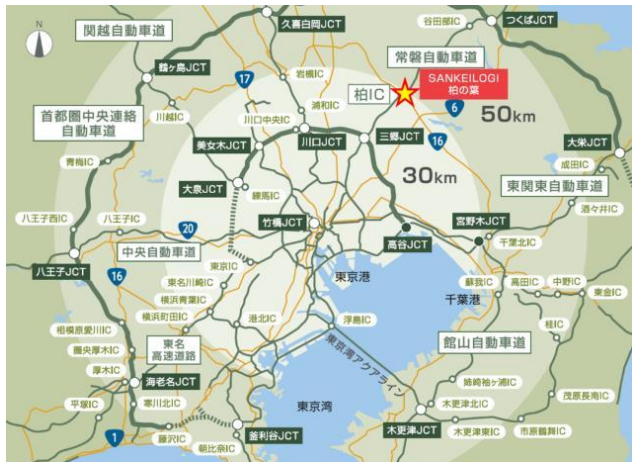 関越自動車道
久喜白岡JCT
谷田部IC
つくばJCT
鶴ヶ島JCT
17
岩槻IC
常磐自動車道
SANKEILOGI
柏の葉
柏IC
6
50km
首都圏中央連絡
自動車道
川越IC
浦和IC
川口中央IC
美女木JCT
川口JCT
三郷JCT
16
大栄JCT
青梅IC
大泉JCT
練馬IC
30km
成田IC
東関東自動車道
酒々井IC
八王子西IC
八王子IC
20
竹橋JCT
高谷JCT
宮野木JCT
千葉北IC
中央自動車道
八王子JCT
16
東京IC
東名川崎IC
横浜青葉IC
横浜町田IC
東京港
千葉港
蘇我IC
高田IC
中野IC
東金IC
相模原愛川IC
港北IC
浮島IC
桂IC
東名
高速道路
圏央厚木IC
厚木IC
東京湾アクアライン
館山自動車道
海老名JCT
平塚IC
寒川北IC
東京湾
姉崎袖ヶ浦IC
木更津北IC
茂原長南IC
1
藤沢IC
朝比奈IC
釜利谷JCT
木更津JCT
木更津東IC
市原鶴舞IC